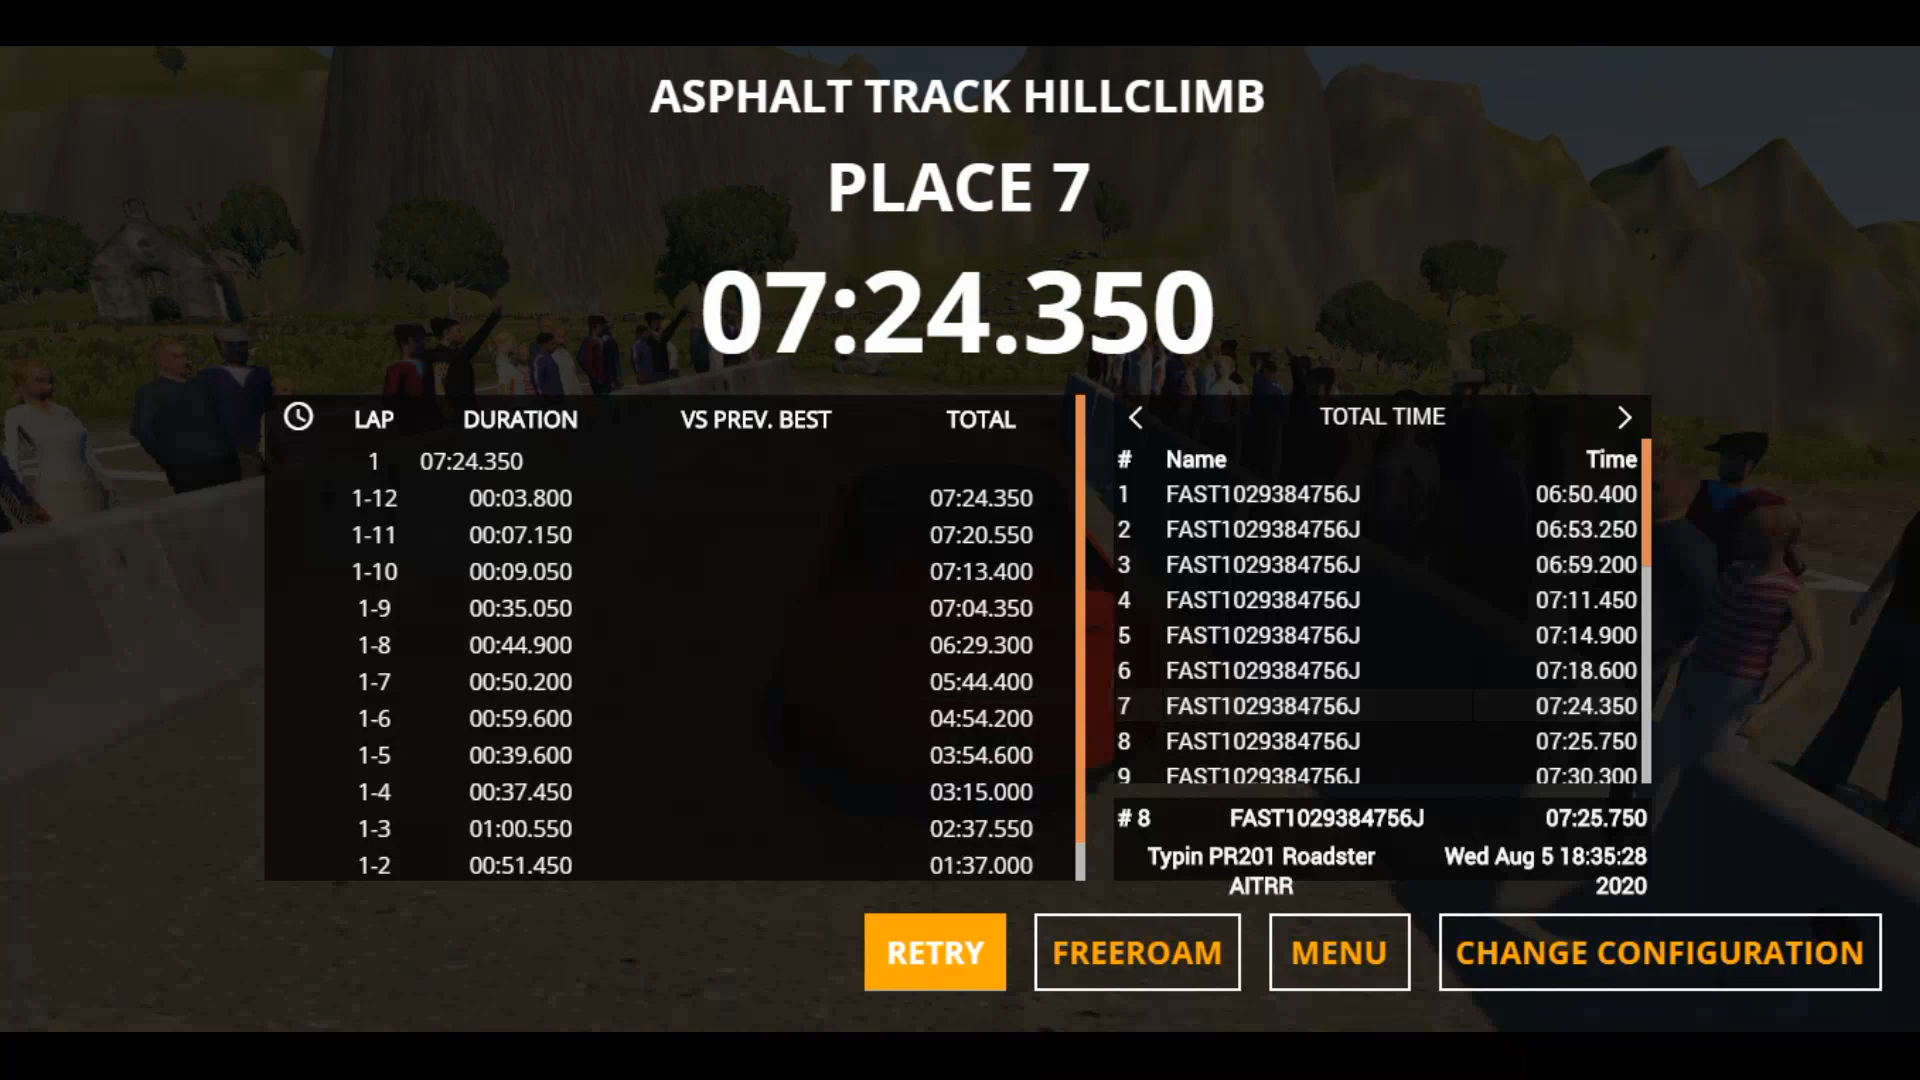 ASPHALT TRACK HILLCLIMB
PLACE 7
07:24.350
LAP DURATION VS PREV. BEST TOTAL
1 07:24.350
1-12 00:03.800 07:24.350
1-11 00:07.150 07:20.550
1-10 00:09.050 07:13.400
1-9 00:35.050 07:04.350
1-8 00:44.900 06:29.300
1-7 00:50.200 05:44.400
1-6 00:59.600 04:54.200
1-5 00:39.600 03:54.600
1-4 00:37.450 03:15.000
1-3 01:00.550 02:37.550
1-2 00:51.450 01:37.000
TOTAL TIME
# Name Time
1 FAST1029384756J 06:50.400
2 FAST1029384756J 06:53.250
3 FAST1029384756J 06:59.200
4 FAST1029384756J 07:11.450
5 FAST1029384756J 07:14.900
6 FAST1029384756J 07:18.600
7 FAST1029384756J 07:24.350
8 FAST1029384756J 07:25.750
9 FAST1029384756J 07:30.300
# 8 FAST1029384756J 07:25.750
Typin PR201 Roadster Wed Aug 5 18:35:28
AITRR 2020
RETRY FREEROAM MENU CHANGE CONFIGURATION